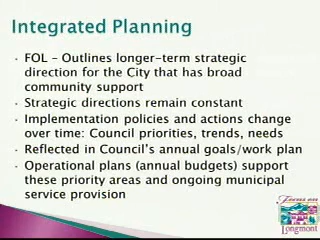 Integrated Planning
• FOL – Outlines longer-term strategic
direction for the City that has broad
community support
• Strategic directions remain constant
• Implementation policies and actions change
over time: Council priorities, trends, needs
• Reflected in Council's annual goals/work plan
• Operational plans (annual budgets) support
these priority areas and ongoing municipal
service provision
Longmont